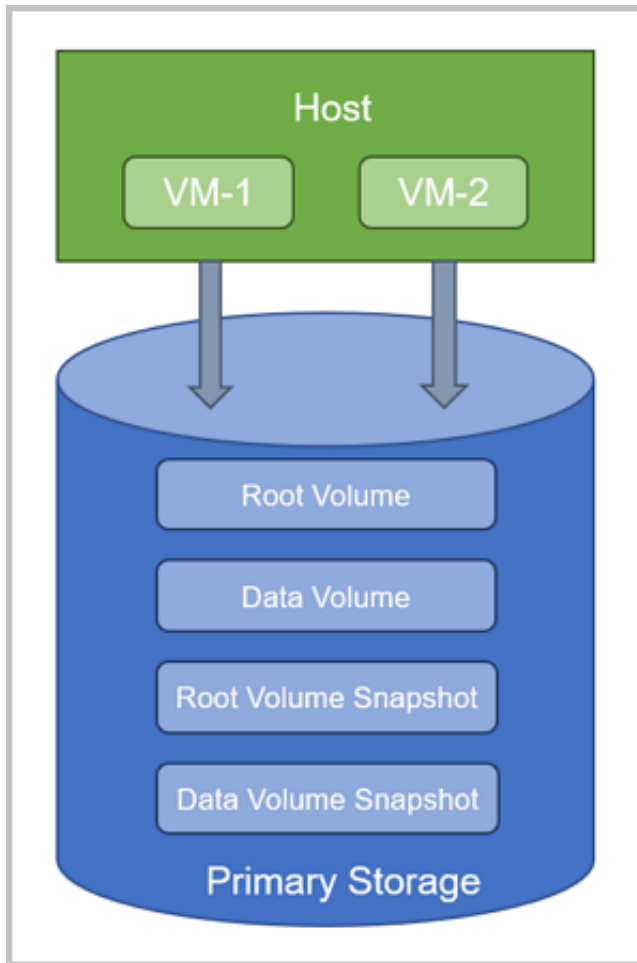 Host
VM-1 VM-2
Root Volume
Data Volume
Root Volume Snapshot
Data Volume Snapshot
Primary Storage